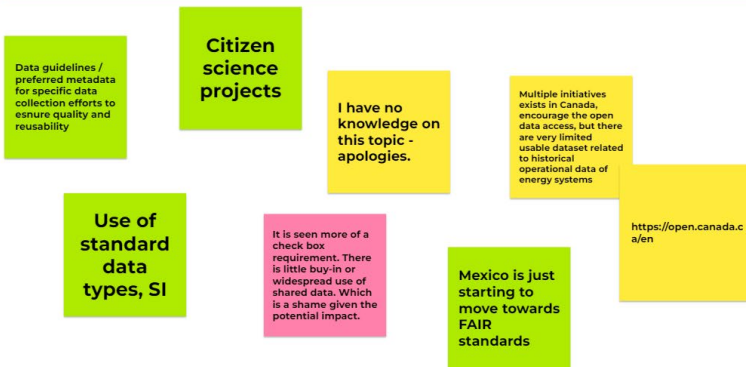 Data guidelines /
preferred metadata
for specific data
collection efforts to
esnure quality and
reusability
Citizen
science
projects
I have no
knowledge on
this topic -
apologies.
Multiple initiatives
exists in Canada,
encourage the open
data access, but there
are very limited
usable dataset related
to historical
operational data of
energy systems
https://open.canada.c
a/en
Use of
standard
data
types, SI
It is seen more of a
check box
requirement. There
is little buy-in or
widespread use of
shared data. Which
is a shame given the
potential impact.
Mexico is just
starting to
move towards
FAIR
standards